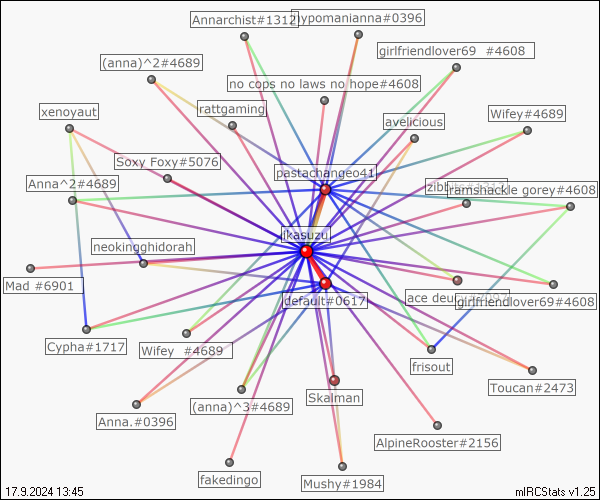 Annarchist#1312
hypomanianna#0396
girlfriendlover69 #4608
(anna)^2#4689
no cops no laws no hope#4608
xenoyaut
rattgaming
avelicious
Wifey#4689
Soxy Foxy#5076
pastachangeo41
Anna^2#4689
ramshackle gorey#4608
ikasuzu
neokingghidorah
Mad #6901
default#0617
ace deuce
girlfriendlover69#4608
Cypha#1717
Wifey #4689
frisout
Toucan#2473
Skalman
(anna)^3#4689
Anna.#0396
AlpineRooster#2156
fakedingo
Mushy#1984
17.9.2024 13:45
mIRCStats v1.25